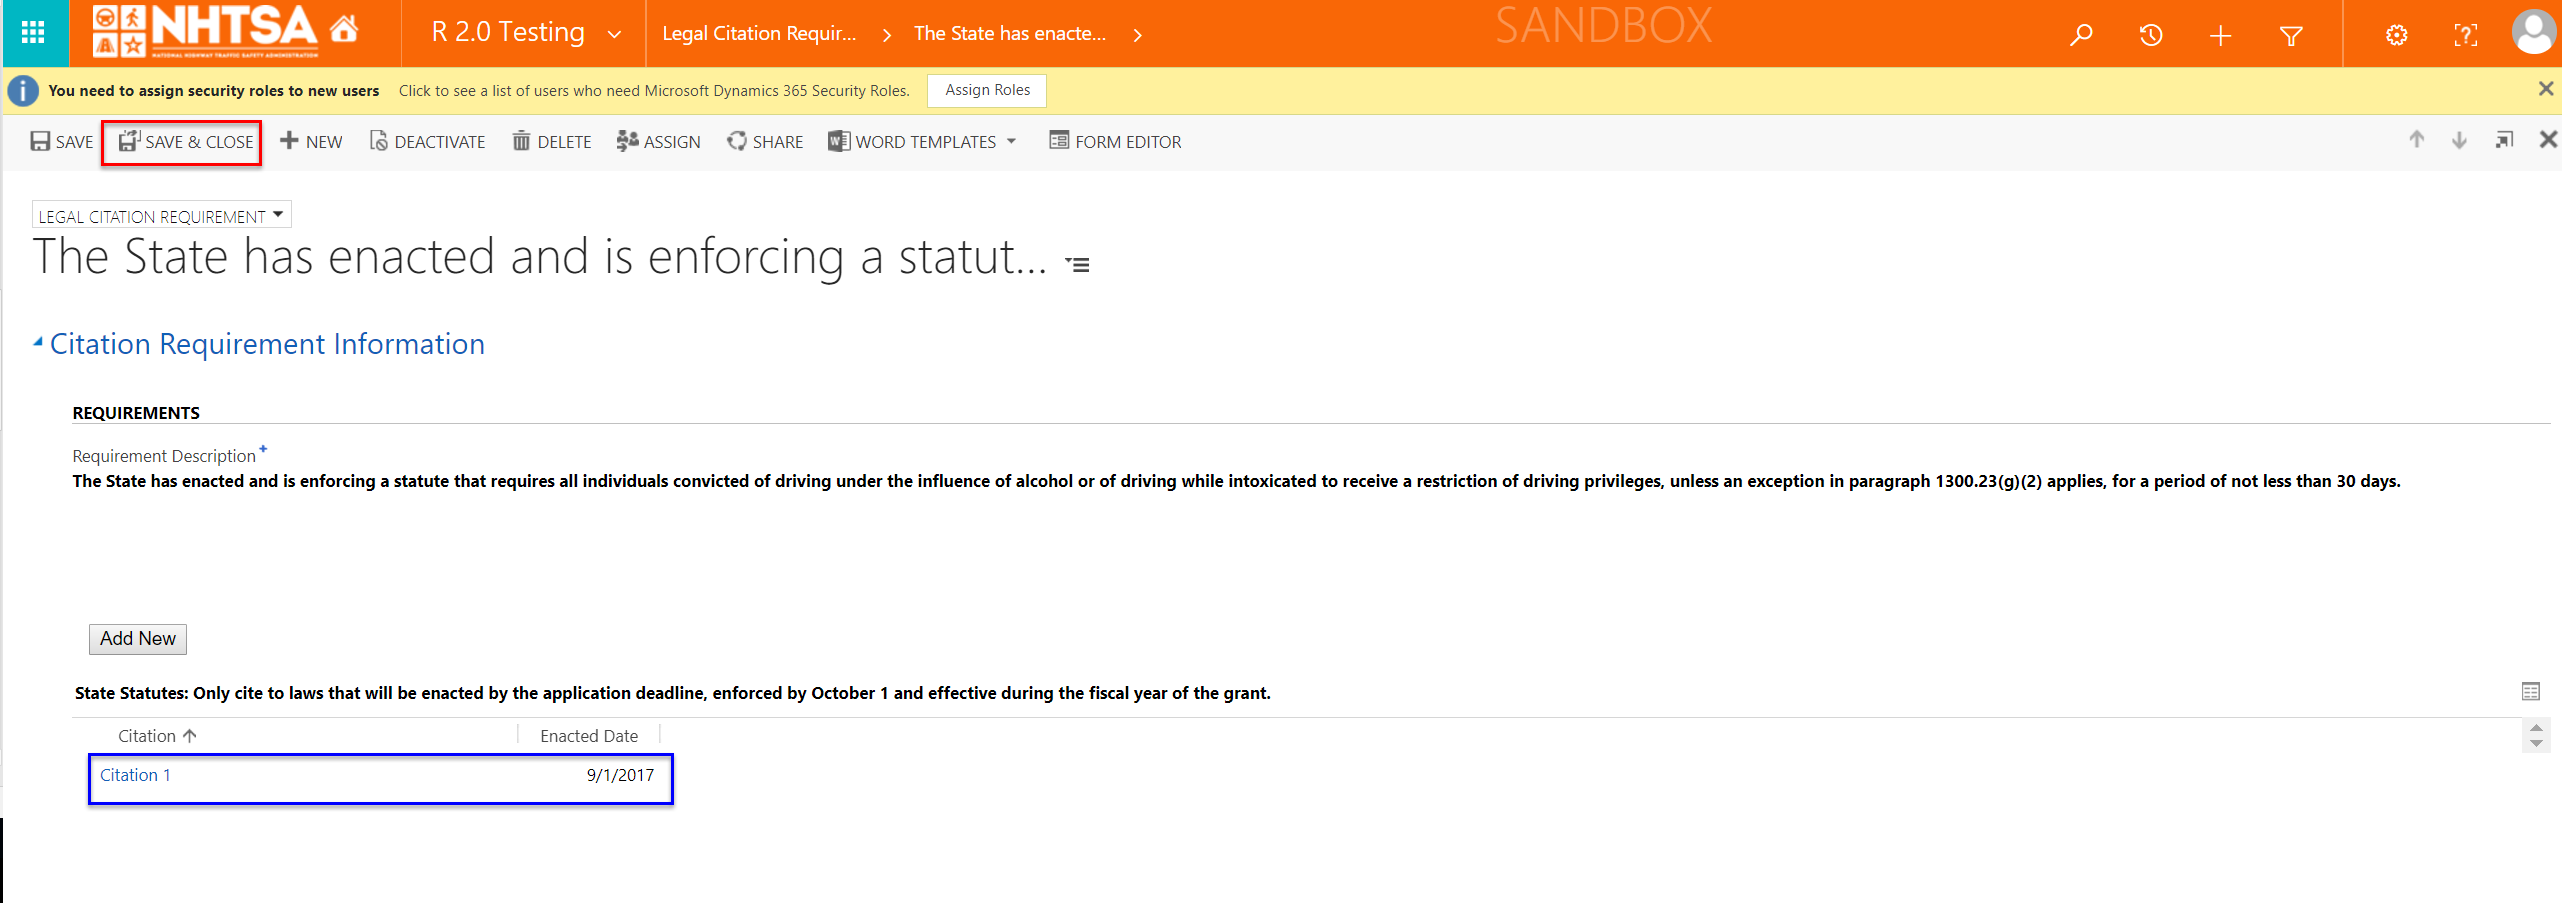 NHTSA
NATIONAL HIGHWAY TRAFFIC SAFETY ADMINISTRATION
R 2.0 Testing
Legal Citation Requir...
The State has enacte...
SANDBOX
You need to assign security roles to new users Click to see a list of users who need Microsoft Dynamics 365 Security Roles. Assign Roles
SAVE SAVE & CLOSE NEW DEACTIVATE DELETE ASSIGN SHARE WORD TEMPLATES FORM EDITOR
LEGAL CITATION REQUIREMENT
The State has enacted and is enforcing a statut...
Citation Requirement Information
REQUIREMENTS
Requirement Description+
The State has enacted and is enforcing a statute that requires all individuals convicted of driving under the influence of alcohol or of driving while intoxicated to receive a restriction of driving privileges, unless an exception in paragraph 1300.23(g)(2) applies, for a period of not less than 30 days.
Add New
State Statutes: Only cite to laws that will be enacted by the application deadline, enforced by October 1 and effective during the fiscal year of the grant.
Citation Enacted Date
Citation 1 9/1/2017